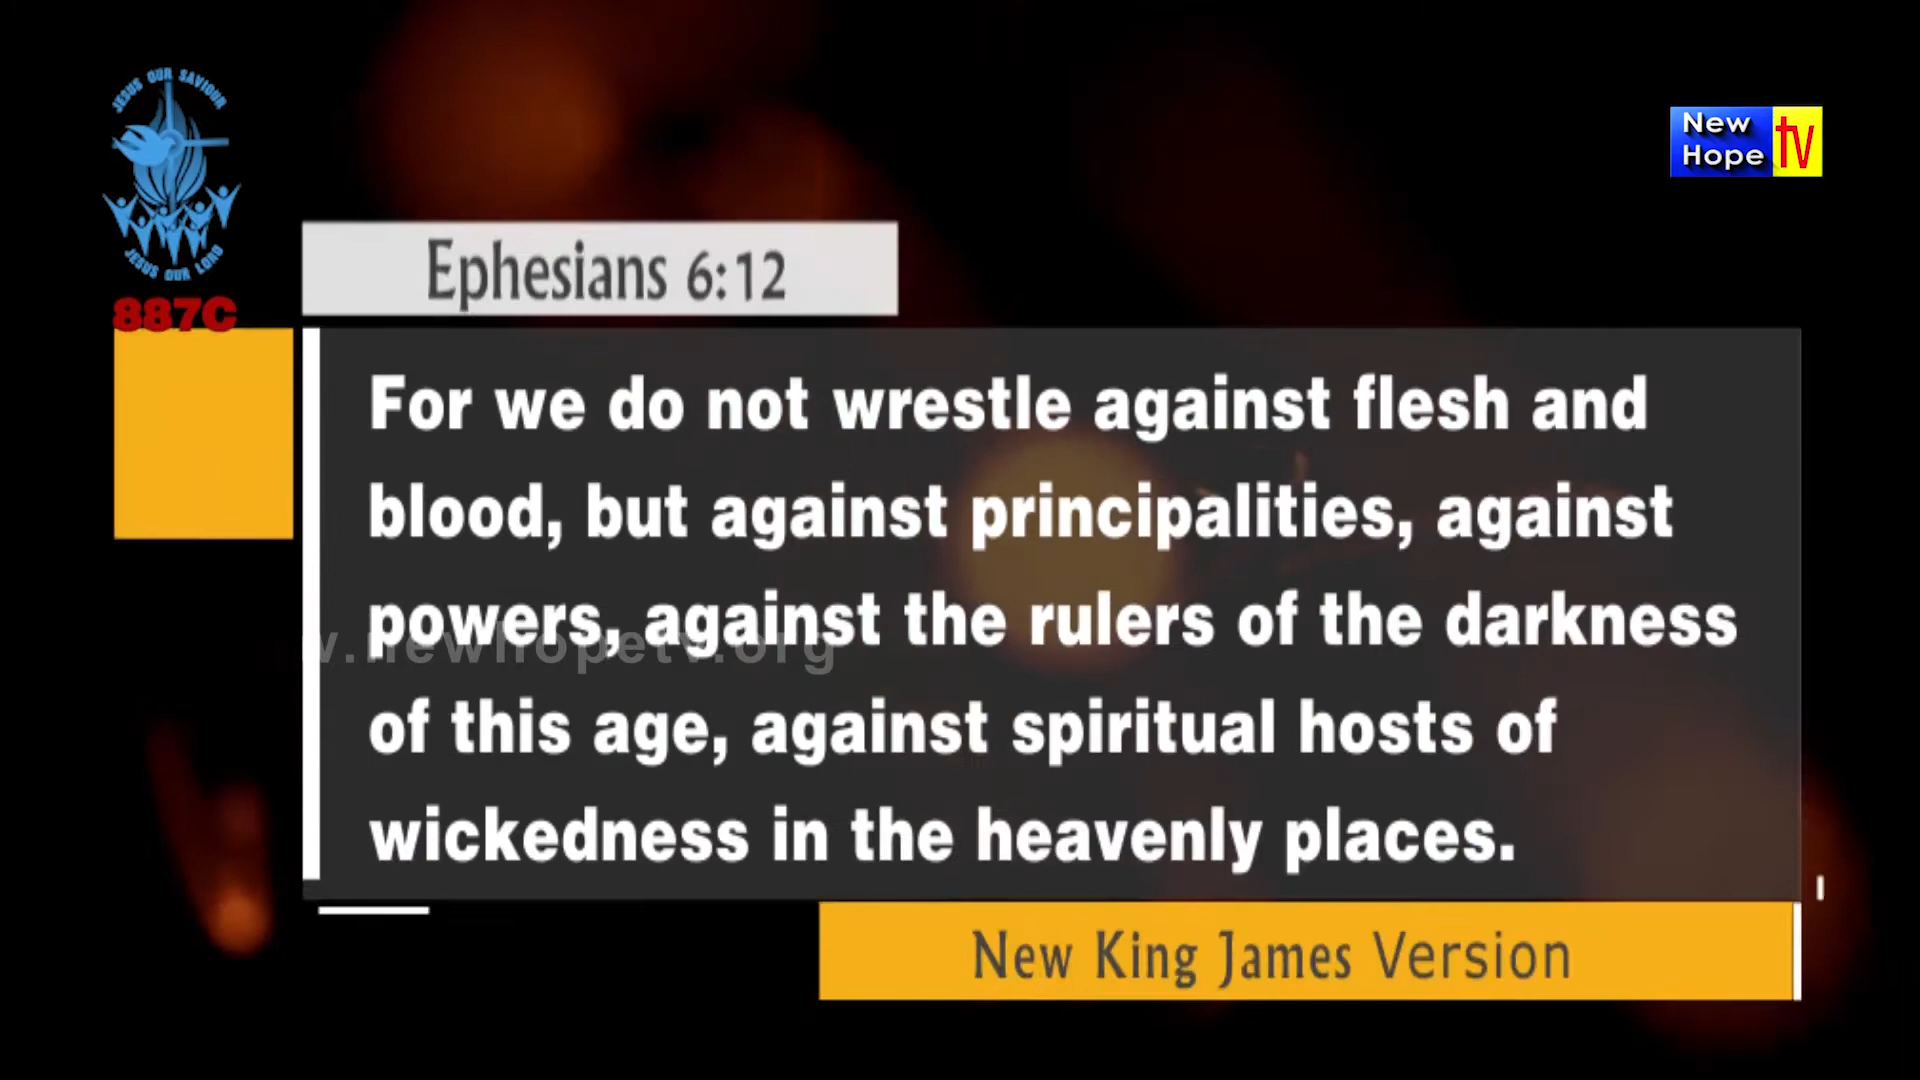 JESUS OUR SAVIOUR
JESUS OUR LORD
887C
New
Hope
tv
Ephesians 6:12
For we do not wrestle against flesh and
blood, but against principalities, against
powers, against the rulers of the darkness
of this age, against spiritual hosts of
wickedness in the heavenly places.
w.newhopetv.org
New King James Version